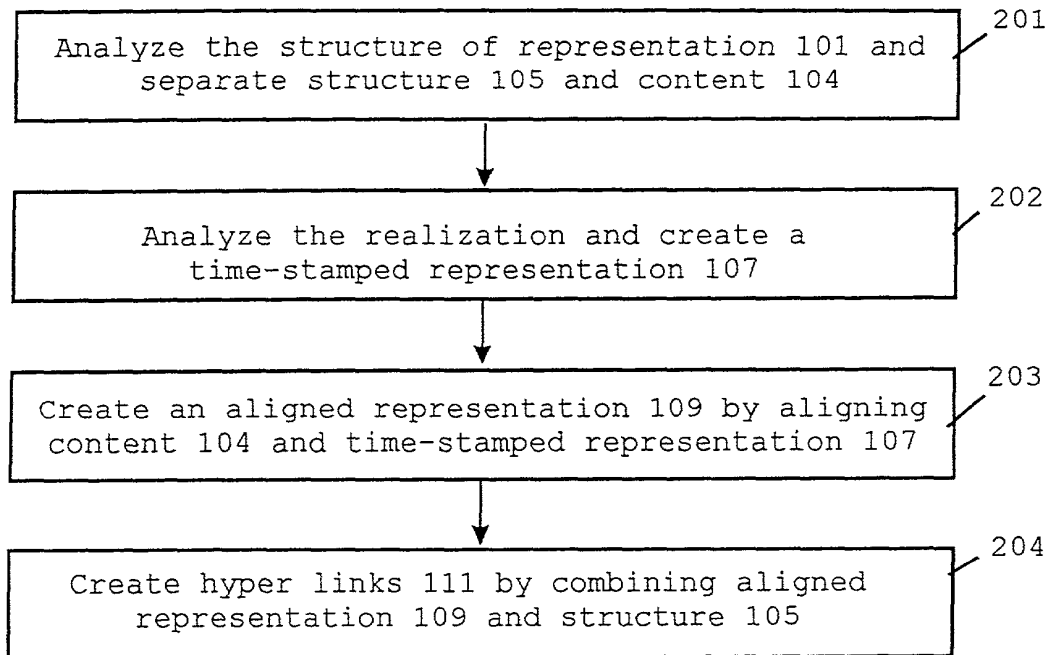 201
Analyze the structure of representation 101 and
separate structure 105 and content 104
202
Analyze the realization and create a
time-stamped representation 107
203
Create an aligned representation 109 by aligning
content 104 and time-stamped representation 107
204
Create hyper links 111 by combining aligned
representation 109 and structure 105